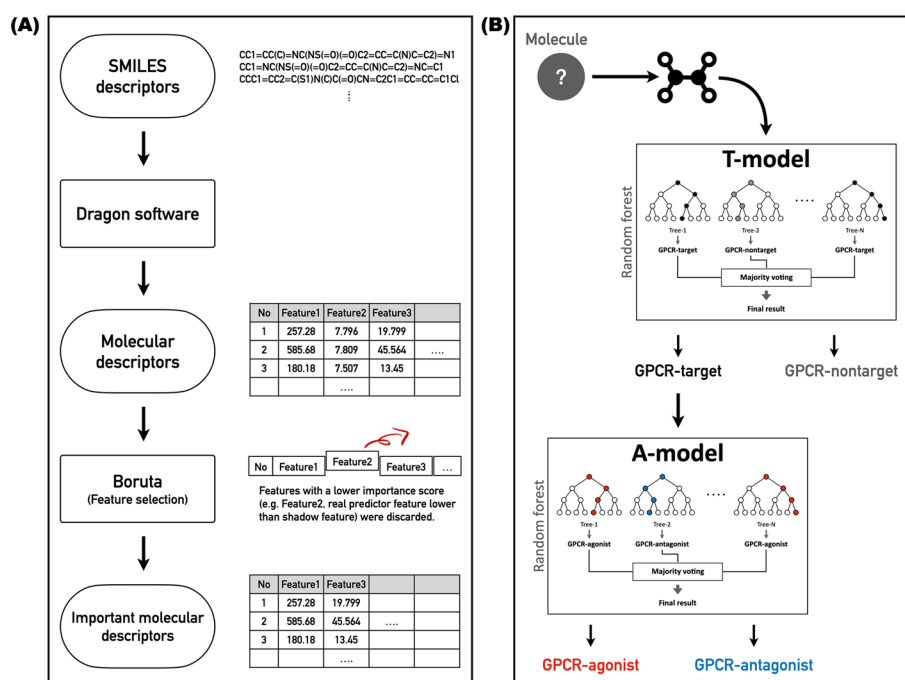 (A)
SMILES
descriptors
CC1=CC(C)=NC(NS(=O)(=O)C2=CC=C(N)C=C2)=N1
CC1=NC(NS(=O)(=O)C2=CC=C(N)C=C2)=NC=C1
CCC1=CC2=C(S1)N(C)C(=O)CN=C2C1=CC=CC=C1Cl
⋮
Dragon software
Molecular
descriptors
No Feature1 Feature2 Feature3
1 257.28 7.796 19.799
2 585.68 7.809 45.564 ....
3 180.18 7.507 13.45
....
Boruta
(Feature selection)
No Feature1 Feature2 Feature3 ...
Features with a lower importance score
(e.g. Feature2, real predictor feature lower
than shadow feature) were discarded.
Important molecular
descriptors
No Feature1 Feature3
1 257.28 19.799
2 585.68 45.564 ....
3 180.18 13.45
....
(B)
Molecule
?
Random forest
T-model
....
Tree-1 Tree-2 Tree-N
GPCR-target GPCR-nontarget GPCR-target
Majority voting
Final result
GPCR-target GPCR-nontarget
Random forest
A-model
....
Tree-1 Tree-2 Tree-N
GPCR-agonist GPCR-antagonist GPCR-agonist
Majority voting
Final result
GPCR-agonist GPCR-antagonist